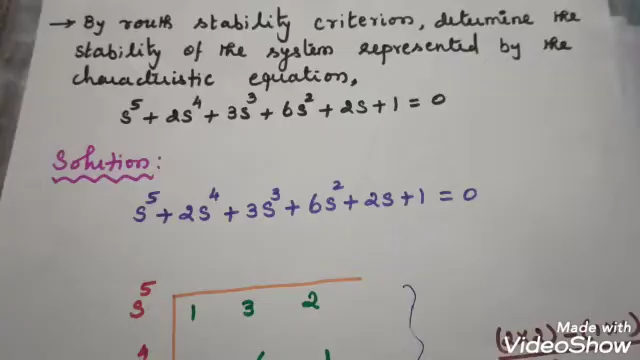 → By routh stability criterion, determine the
stability of the system represented by the
characteristic equation,
s⁵ + 2s⁴ + 3s³ + 6s² + 2s + 1 = 0
Solution:
s⁵ + 2s⁴ + 3s³ + 6s² + 2s + 1 = 0
s⁵ 1 3 2
Made with
VideoShow